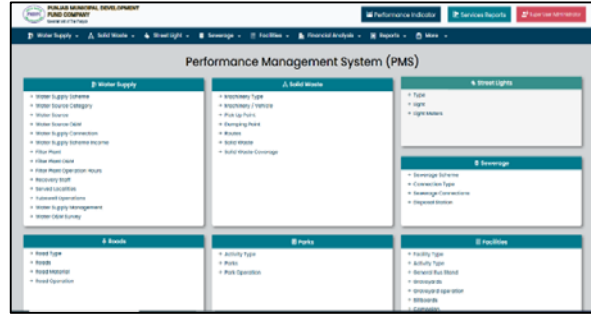 PUNJAB MUNICIPAL DEVELOPMENT
FUND COMPANY
Performance Indicator
Services Reports
Water Supply
Solid Waste
Street Light
Sewerage
Facilities
Financial Analysis
Reports
More
Performance Management System (PMS)
Water Supply
Water Supply Scheme
Water Source Category
Water Source
Water Source O&M
Water Supply Connection
Water Supply Scheme Income
Filter Plant
Filter Plant O&M
Filter Plant Operation Hours
Recovery Staff
Served Localities
Tubewell Operations
Water Supply Management
Water O&M Survey
Solid Waste
Machinery Type
Machinery / Vehicle
Pick Up Point
Dumping Point
Routes
Solid Waste
Solid Waste Coverage
Street Lights
Type
Light
Light Meters
Sewerage
Sewerage Scheme
Connection Type
Sewerage Connections
Disposal Station
Roads
Road Type
Roads
Road Material
Road Operation
Parks
Activity Type
Parks
Park Operation
Facilities
Facility Type
Activity Type
General Bus Stand
Graveyards
Graveyard Operation
Billboards